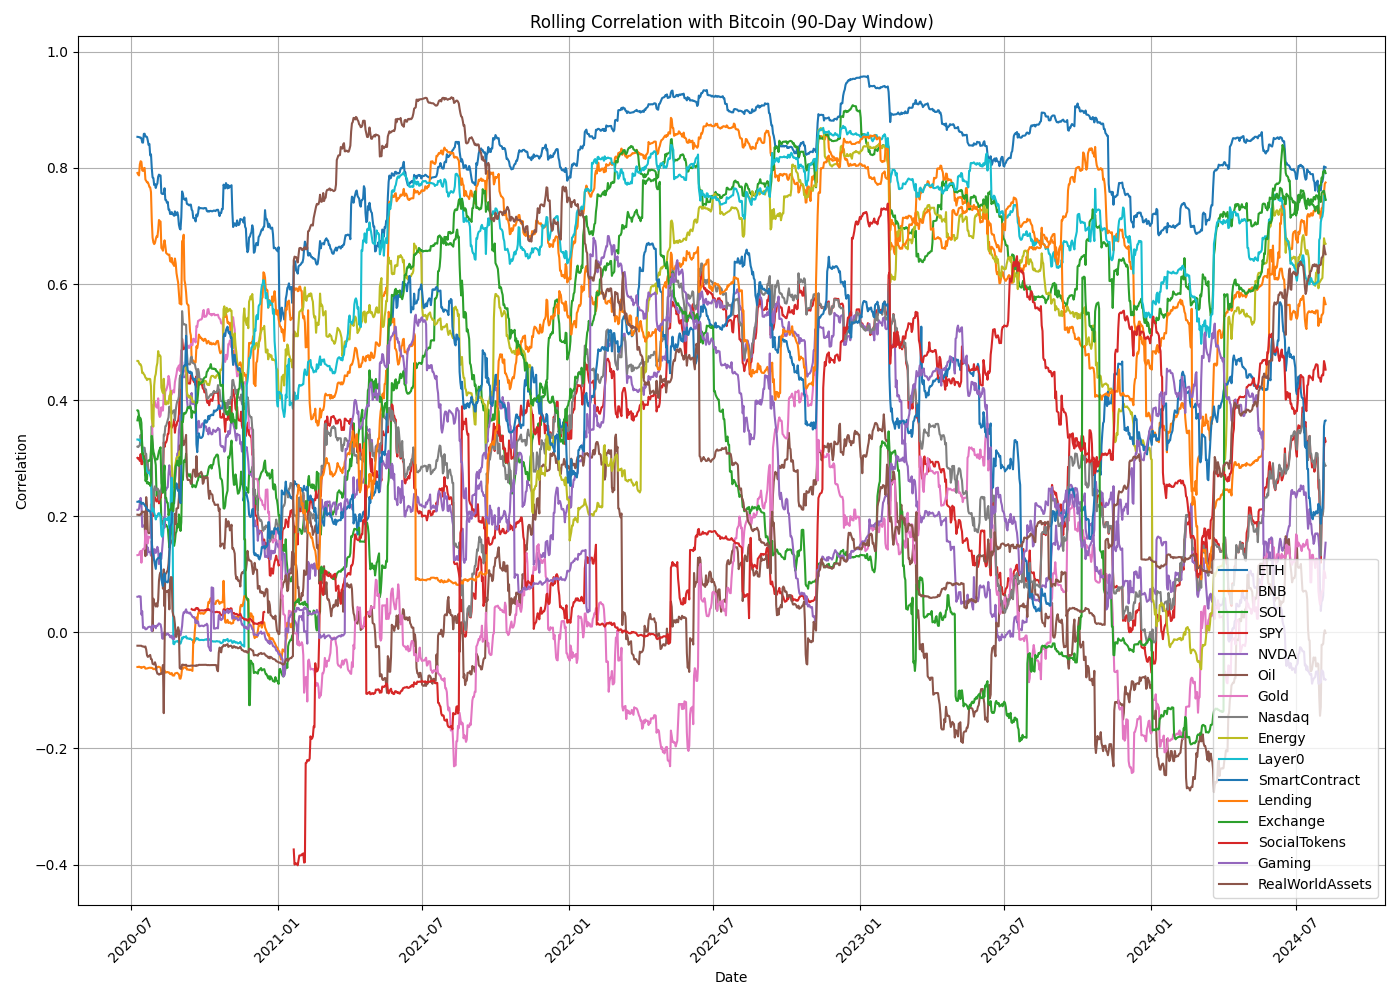 Rolling Correlation with Bitcoin (90-Day Window)
1.0
0.8
0.6
0.4
0.2
0.0
−0.2
−0.4
Correlation
ETH
BNB
SOL
SPY
NVDA
Oil
Gold
Nasdaq
Energy
Layer0
SmartContract
Lending
Exchange
SocialTokens
Gaming
RealWorldAssets
2020-07
2021-01
2021-07
2022-01
2022-07
2023-01
2023-07
2024-01
2024-07
Date